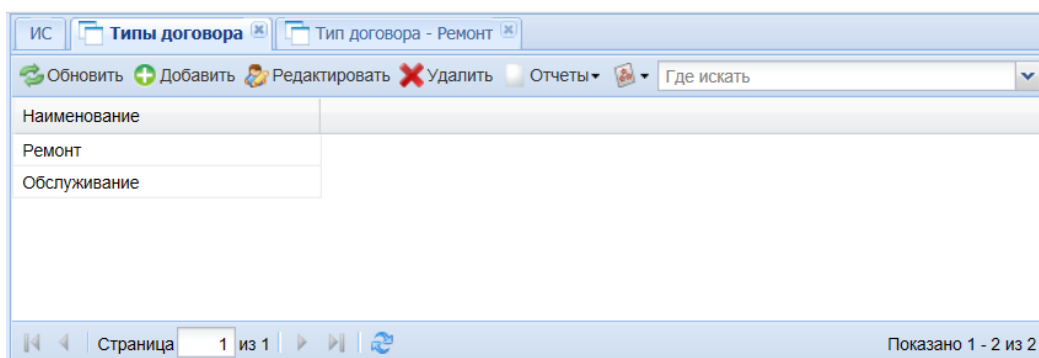 ИС Типы договора Тип договора - Ремонт
Обновить Добавить Редактировать Удалить Отчеты Где искать
Наименование
Ремонт
Обслуживание
Страница 1 из 1 Показано 1 - 2 из 2